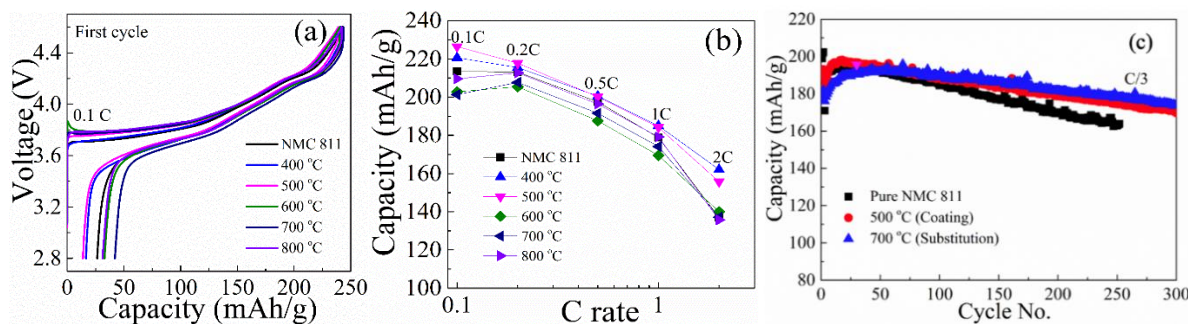 First cycle
(a)
4.4
4.0
3.6
3.2
2.8
Voltage (V)
0.1 C
NMC 811
400 °C
500 °C
600 °C
700 °C
800 °C
0 50 100 150 200 250
Capacity (mAh/g)
(b)
240
220
200
180
160
140
120
100
Capacity (mAh/g)
0.1C
0.2C
0.5C
1C
2C
NMC 811
400 °C
500 °C
600 °C
700 °C
800 °C
0.1 1
C rate
(c)
220
200
180
160
140
120
100
80
Capacity (mAh/g)
C/3
Pure NMC 811
500 °C (Coating)
700 °C (Substitution)
0 50 100 150 200 250 300
Cycle No.